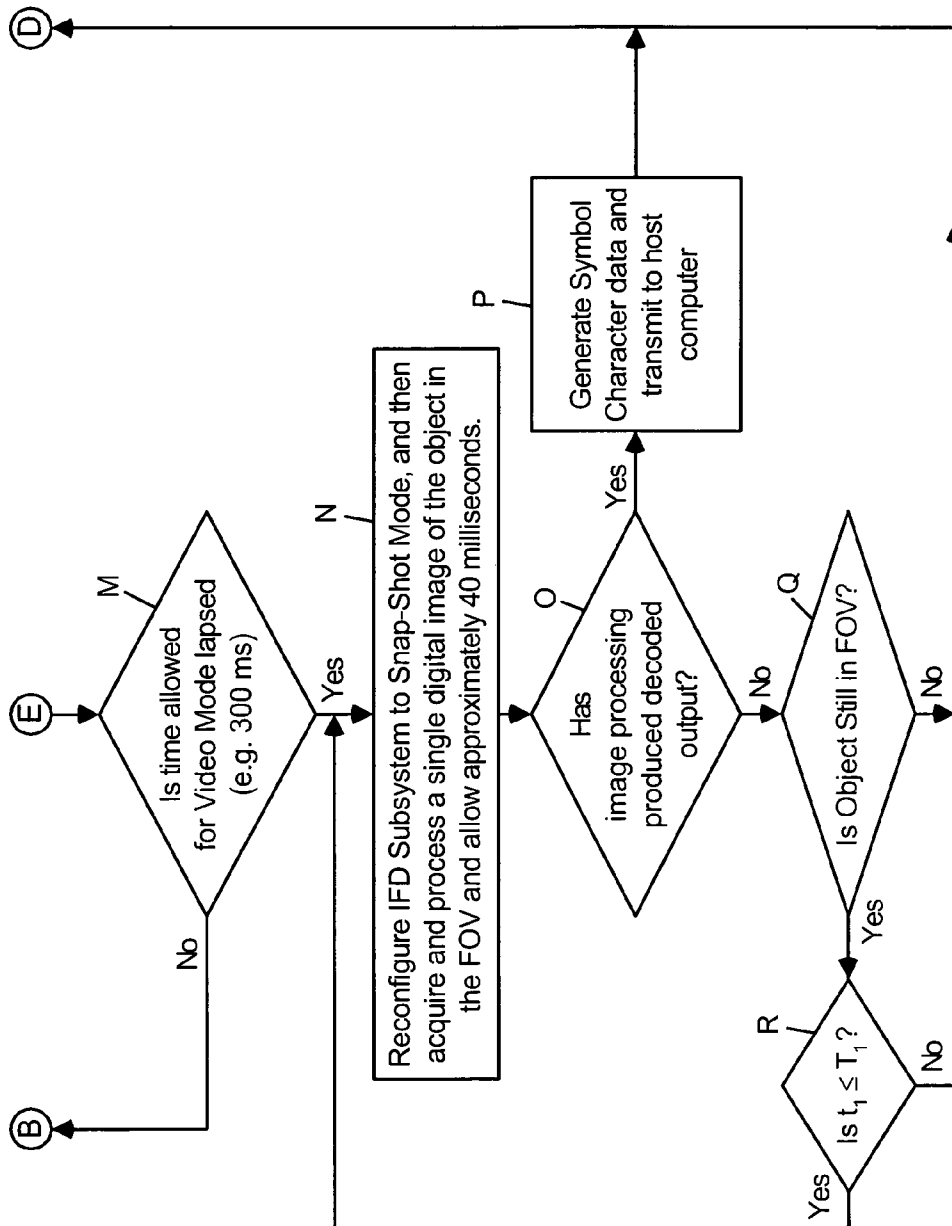 E
B
D
M
Is time allowed
for Video Mode lapsed
(e.g. 300 ms)
No
Yes
N
Reconfigure IFD Subsystem to Snap-Shot Mode, and then
acquire and process a single digital image of the object in
the FOV and allow approximately 40 milliseconds.
O
Has
image processing
produced decoded
output?
Yes
No
P
Generate Symbol
Character data and
transmit to host
computer
Q
Is Object Still in FOV?
Yes
No
R
Is t₁ ≤ T₁?
Yes
No